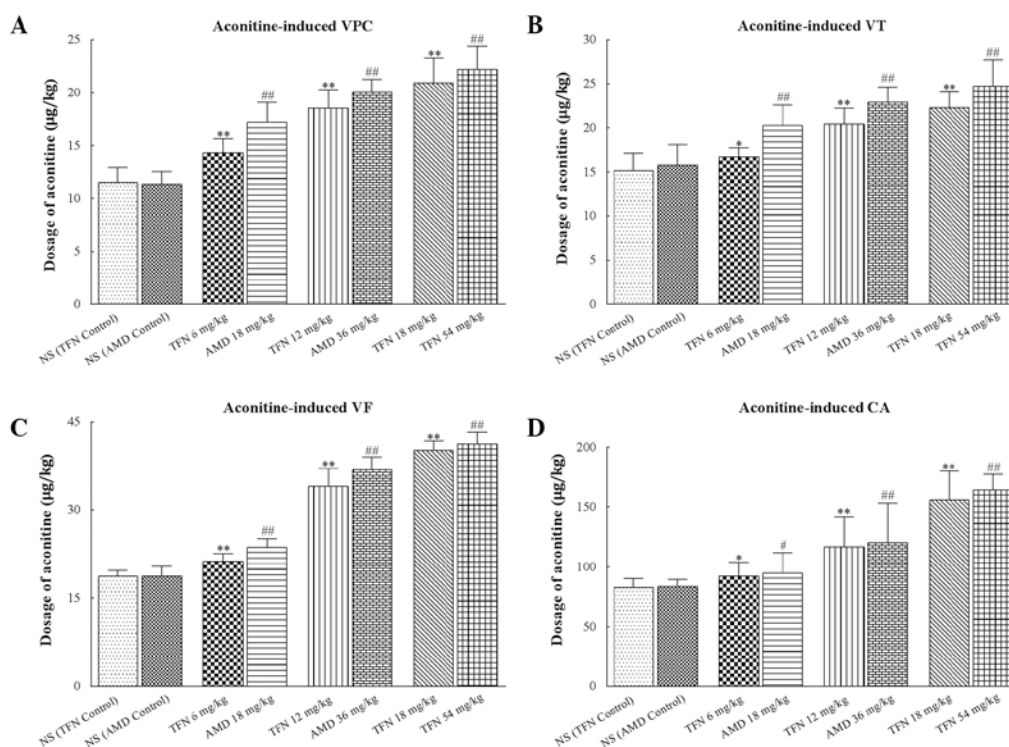 A
Aconitine-induced VPC
Dosage of aconitine (μg/kg)
25
20
15
10
5
0
**
##
**
##
**
##
NS (TFN Control)
NS (AMD Control)
TFN 6 mg/kg
AMD 18 mg/kg
TFN 12 mg/kg
AMD 36 mg/kg
TFN 18 mg/kg
TFN 54 mg/kg
B
Aconitine-induced VT
Dosage of aconitine (μg/kg)
30
25
20
15
10
5
0
*
##
**
##
**
##
NS (TFN Control)
NS (AMD Control)
TFN 6 mg/kg
AMD 18 mg/kg
TFN 12 mg/kg
AMD 36 mg/kg
TFN 18 mg/kg
TFN 54 mg/kg
C
Aconitine-induced VF
Dosage of aconitine (μg/kg)
45
30
15
0
**
##
**
##
**
##
NS (TFN Control)
NS (AMD Control)
TFN 6 mg/kg
AMD 18 mg/kg
TFN 12 mg/kg
AMD 36 mg/kg
TFN 18 mg/kg
TFN 54 mg/kg
D
Aconitine-induced CA
Dosage of aconitine (μg/kg)
200
150
100
50
0
*
#
**
##
**
##
NS (TFN Control)
NS (AMD Control)
TFN 6 mg/kg
AMD 18 mg/kg
TFN 12 mg/kg
AMD 36 mg/kg
TFN 18 mg/kg
TFN 54 mg/kg